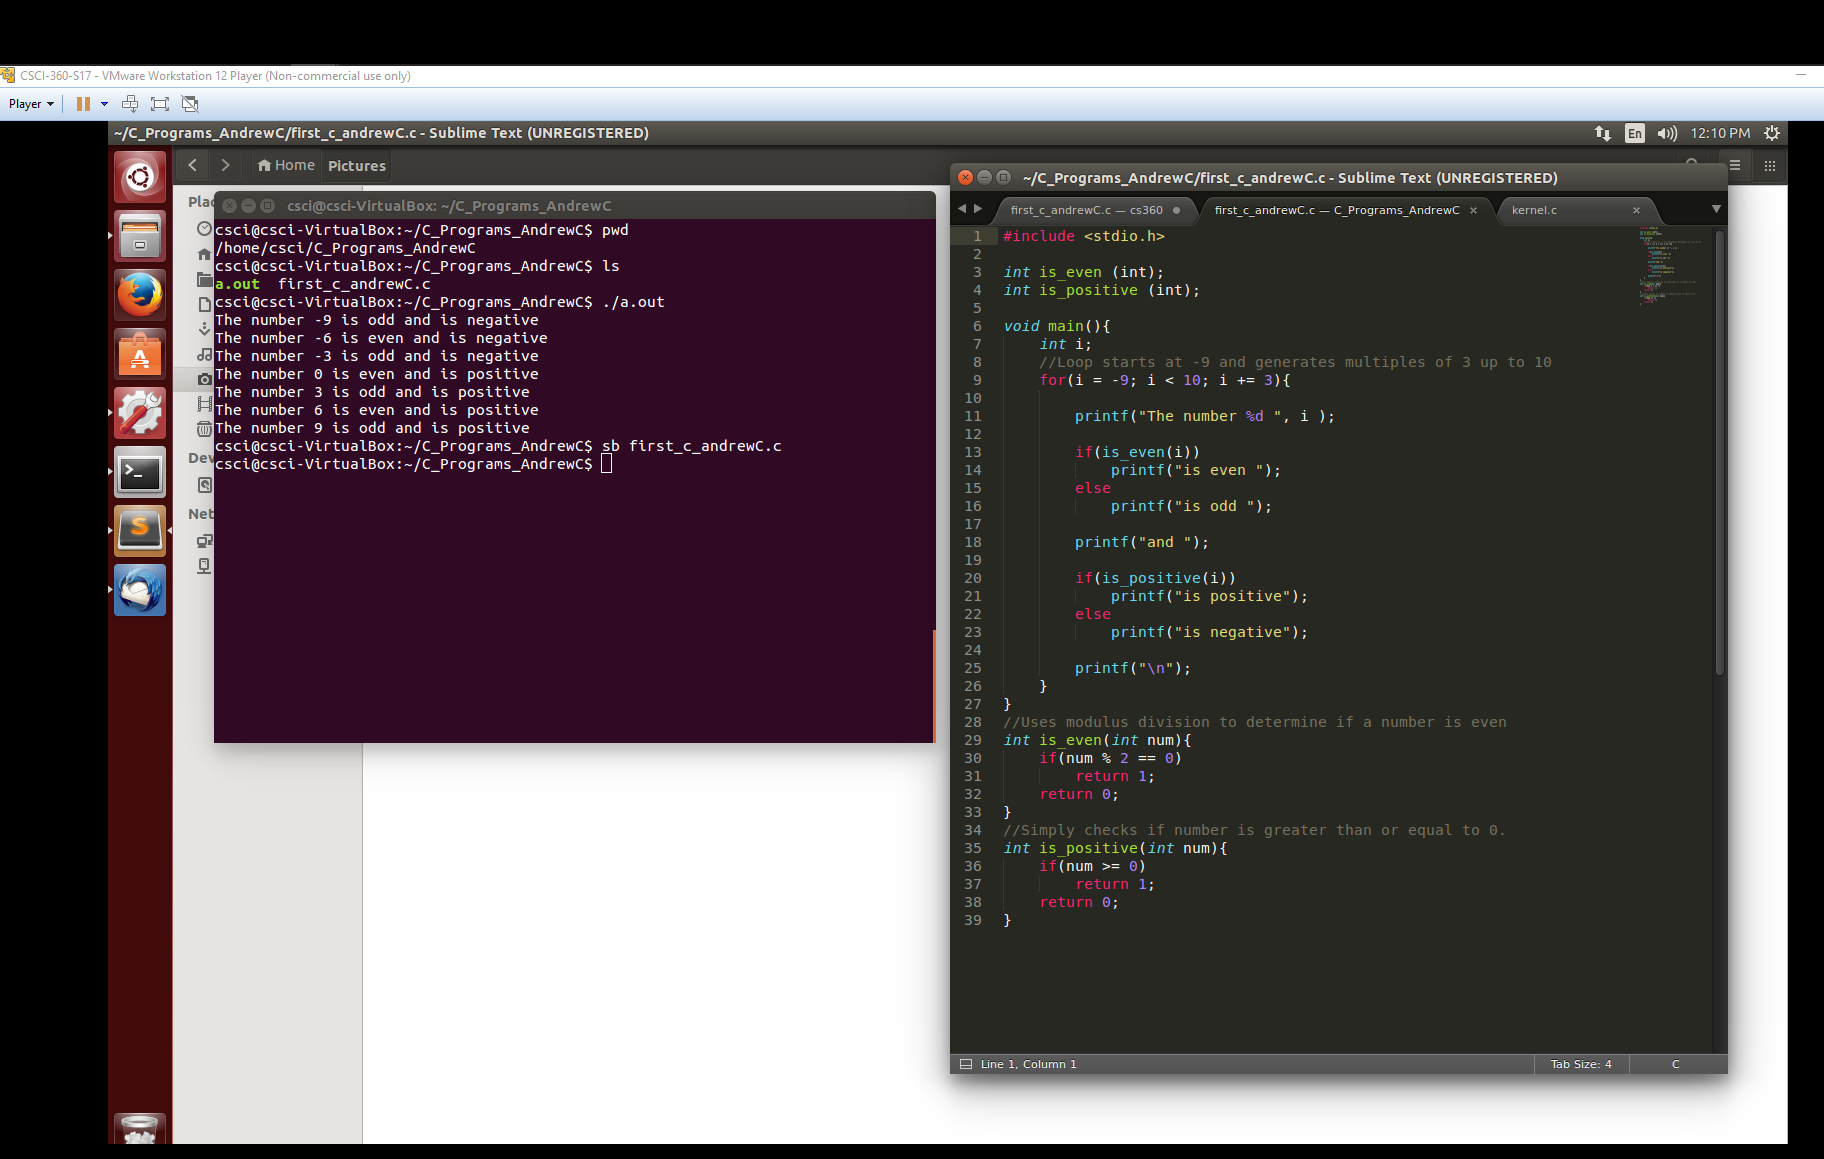 CSCI-360-S17 - VMware Workstation 12 Player (Non-commercial use only)
Player
~/C_Programs_AndrewC/first_c_andrewC.c - Sublime Text (UNREGISTERED)
En
12:10 PM
Home
Pictures
Plac
Dev
Net
csci@csci-VirtualBox: ~/C_Programs_AndrewC
csci@csci-VirtualBox:~/C_Programs_AndrewC$ pwd
/home/csci/C_Programs_AndrewC
csci@csci-VirtualBox:~/C_Programs_AndrewC$ ls
a.out  first_c_andrewC.c
csci@csci-VirtualBox:~/C_Programs_AndrewC$ ./a.out
The number -9 is odd and is negative
The number -6 is even and is negative
The number -3 is odd and is negative
The number 0 is even and is positive
The number 3 is odd and is positive
The number 6 is even and is positive
The number 9 is odd and is positive
csci@csci-VirtualBox:~/C_Programs_AndrewC$ sb first_c_andrewC.c
csci@csci-VirtualBox:~/C_Programs_AndrewC$
~/C_Programs_AndrewC/first_c_andrewC.c - Sublime Text (UNREGISTERED)
first_c_andrewC.c — cs360
first_c_andrewC.c — C_Programs_AndrewC
kernel.c
1 #include <stdio.h>
2
3 int is_even (int);
4 int is_positive (int);
5
6 void main(){
7     int i;
8     //Loop starts at -9 and generates multiples of 3 up to 10
9     for(i = -9; i < 10; i += 3){
10
11         printf("The number %d ", i );
12
13         if(is_even(i))
14             printf("is even ");
15         else
16             printf("is odd ");
17
18         printf("and ");
19
20         if(is_positive(i))
21             printf("is positive");
22         else
23             printf("is negative");
24
25         printf("\n");
26     }
27 }
28 //Uses modulus division to determine if a number is even
29 int is_even(int num){
30     if(num % 2 == 0)
31         return 1;
32     return 0;
33 }
34 //Simply checks if number is greater than or equal to 0.
35 int is_positive(int num){
36     if(num >= 0)
37         return 1;
38     return 0;
39 }
Line 1, Column 1
Tab Size: 4
C